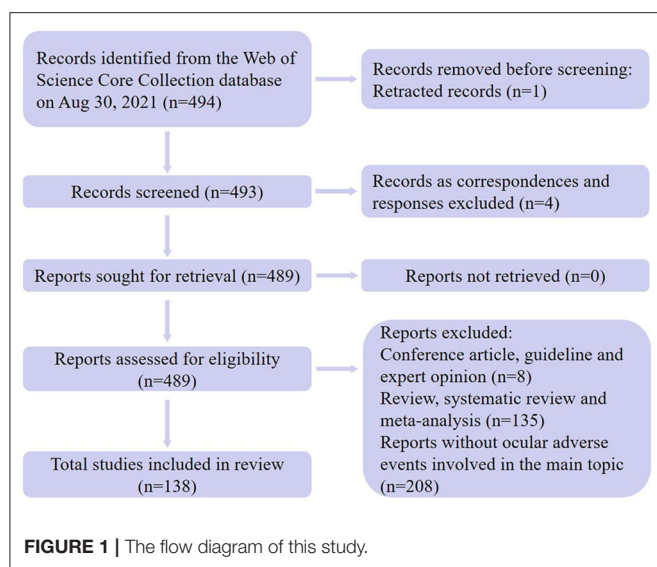 Records identified from the Web of
Science Core Collection database
on Aug 30, 2021 (n=494)
Records removed before screening:
Retracted records (n=1)
Records screened (n=493)
Records as correspondences and
responses excluded (n=4)
Reports sought for retrieval (n=489)
Reports not retrieved (n=0)
Reports assessed for eligibility
(n=489)
Reports excluded:
Conference article, guideline and
expert opinion (n=8)
Review, systematic review and
meta-analysis (n=135)
Reports without ocular adverse
events involved in the main topic
(n=208)
Total studies included in review
(n=138)
FIGURE 1 | The flow diagram of this study.